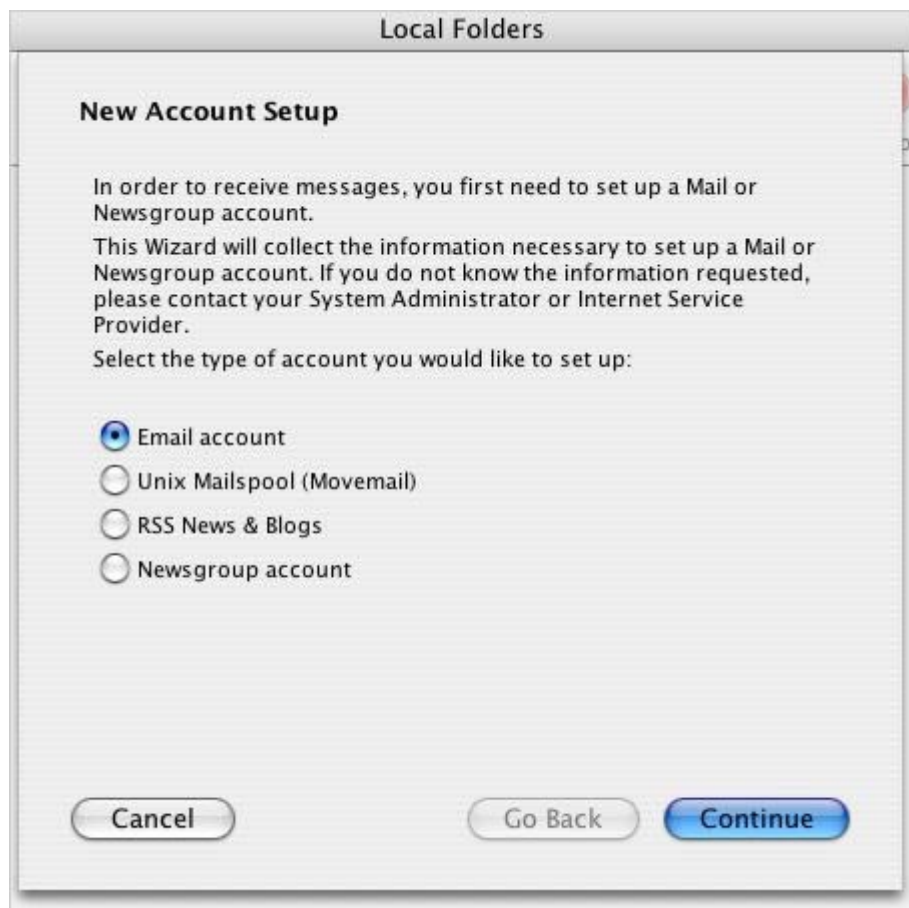 Local Folders
New Account Setup
In order to receive messages, you first need to set up a Mail or
Newsgroup account.
This Wizard will collect the information necessary to set up a Mail or
Newsgroup account. If you do not know the information requested,
please contact your System Administrator or Internet Service
Provider.
Select the type of account you would like to set up:
Email account
Unix Mailspool (Movemail)
RSS News & Blogs
Newsgroup account
Cancel
Go Back
Continue